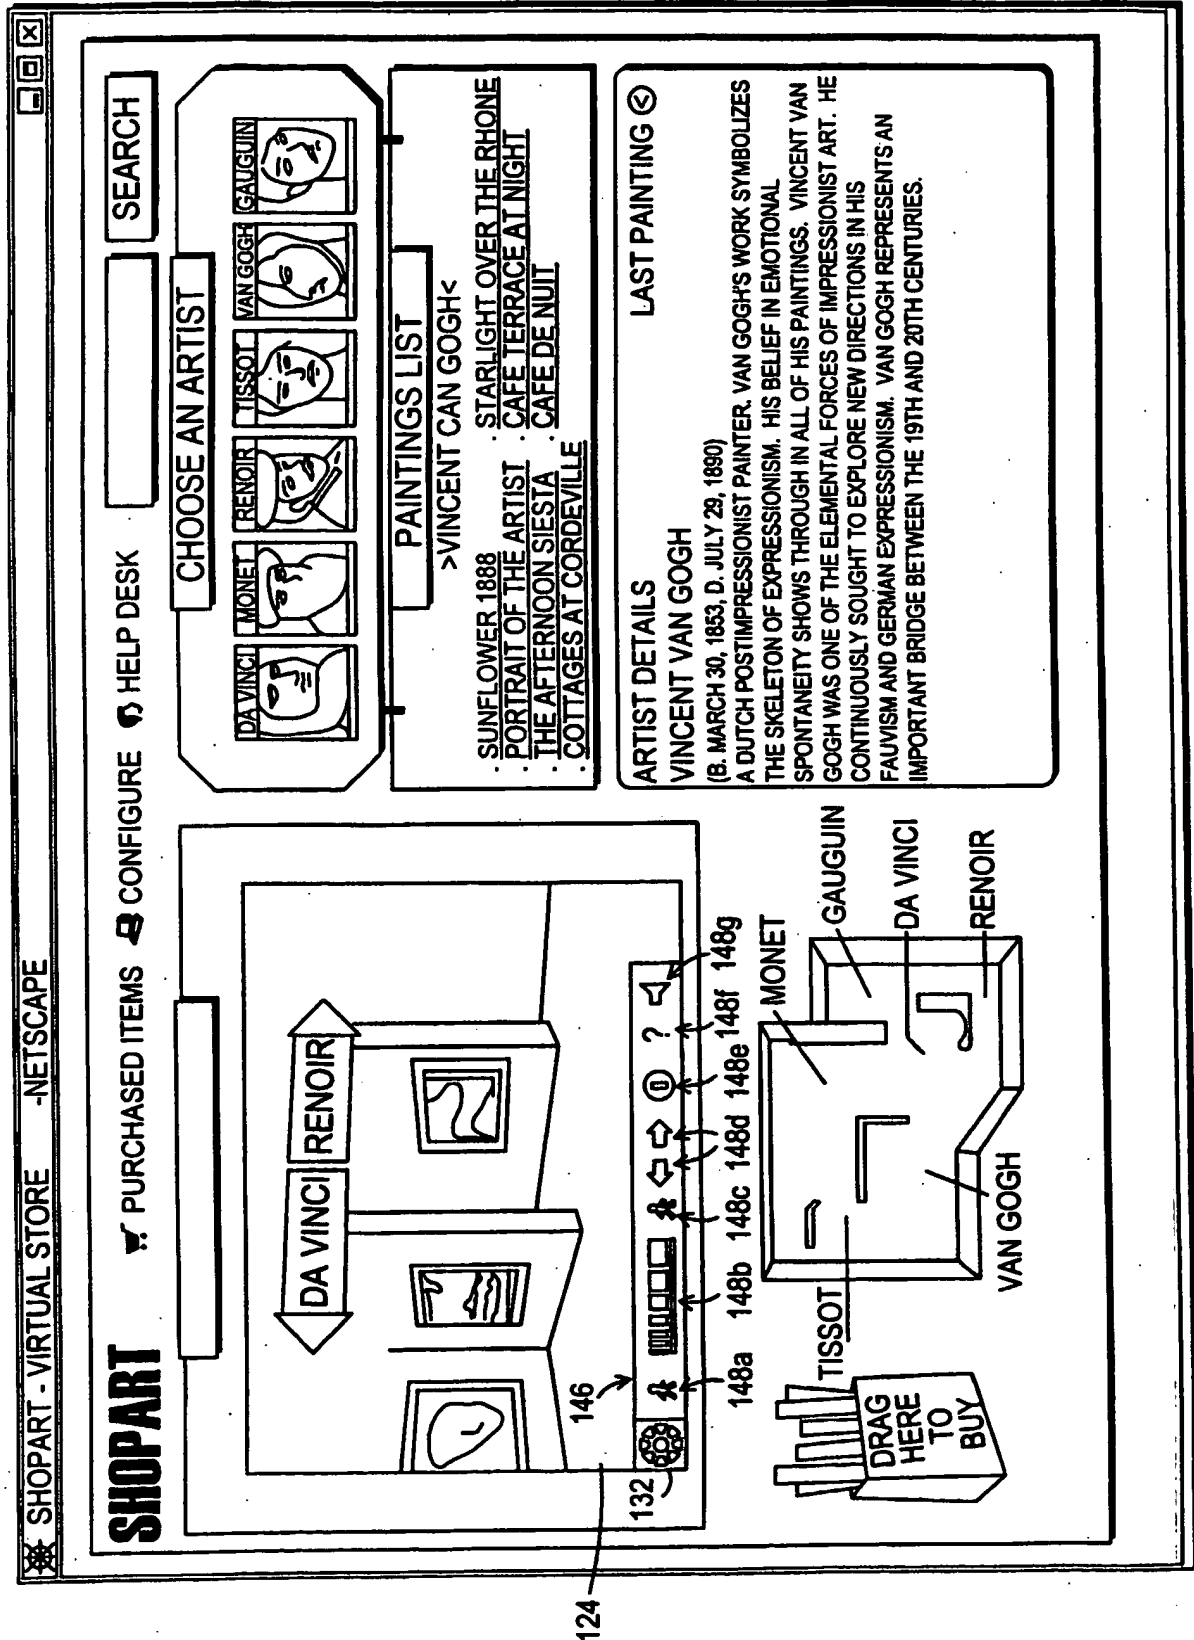 SHOPART - VIRTUAL STORE -NETSCAPE
SHOPART
PURCHASED ITEMS CONFIGURE HELP DESK
SEARCH
CHOOSE AN ARTIST
DA VINCI MONET RENOIR TISSOT VAN GOGH GAUGUIN
PAINTINGS LIST
>VINCENT CAN GOGH<
. SUNFLOWER 1888
. PORTRAIT OF THE ARTIST
. THE AFTERNOON SIESTA
. COTTAGES AT CORDEVILLE
. STARLIGHT OVER THE RHONE
. CAFE TERRACE AT NIGHT
. CAFE DE NUIT
DA VINCI RENOIR
?
0
146
132
148a 148b 148c 148d 148e 148f 148g
124
ARTIST DETAILS LAST PAINTING <
VINCENT VAN GOGH
(B. MARCH 30, 1853, D. JULY 29, 1890)
A DUTCH POSTIMPRESSIONIST PAINTER. VAN GOGH'S WORK SYMBOLIZES
THE SKELETON OF EXPRESSIONISM. HIS BELIEF IN EMOTIONAL
SPONTANEITY SHOWS THROUGH IN ALL OF HIS PAINTINGS. VINCENT VAN
GOGH WAS ONE OF THE ELEMENTAL FORCES OF IMPRESSIONIST ART. HE
CONTINUOUSLY SOUGHT TO EXPLORE NEW DIRECTIONS IN HIS
FAUVISM AND GERMAN EXPRESSIONISM. VAN GOGH REPRESENTS AN
IMPORTANT BRIDGE BETWEEN THE 19TH AND 20TH CENTURIES.
DRAG
HERE
TO
BUY
TISSOT
MONET
GAUGUIN
DA VINCI
RENOIR
VAN GOGH